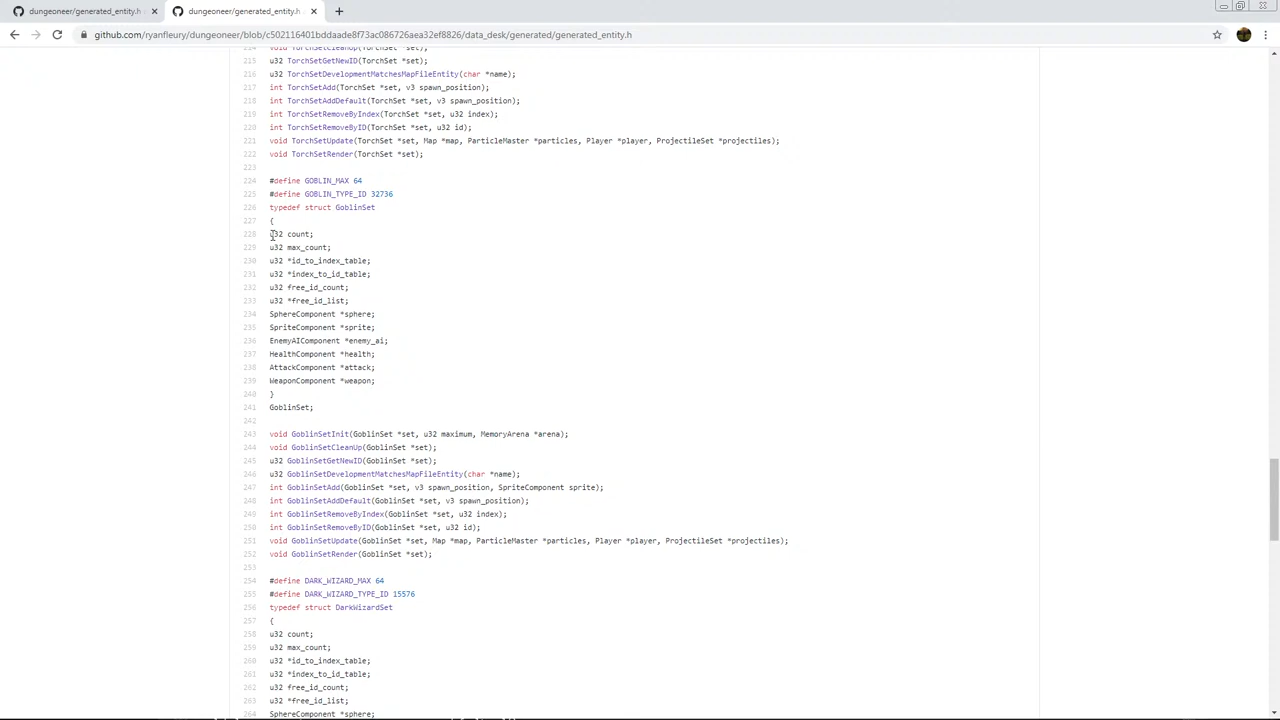 dungeoneer/generated_entity.h
dungeoneer/generated_entity.h
github.com/ryanfleury/dungeoneer/blob/c502116401bddaade8f73ac086726aea32ef8826/data_desk/generated/generated_entity.h
214 void TorchSetCleanUp(TorchSet *set);
215 u32 TorchSetGetNewID(TorchSet *set);
216 u32 TorchSetDevelopmentMatchesMapFileEntity(char *name);
217 int TorchSetAdd(TorchSet *set, v3 spawn_position);
218 int TorchSetAddDefault(TorchSet *set, v3 spawn_position);
219 int TorchSetRemoveByIndex(TorchSet *set, u32 index);
220 int TorchSetRemoveByID(TorchSet *set, u32 id);
221 void TorchSetUpdate(TorchSet *set, Map *map, ParticleMaster *particles, Player *player, ProjectileSet *projectiles);
222 void TorchSetRender(TorchSet *set);
223
224 #define GOBLIN_MAX 64
225 #define GOBLIN_TYPE_ID 32736
226 typedef struct GoblinSet
227 {
228 u32 count;
229 u32 max_count;
230 u32 *id_to_index_table;
231 u32 *index_to_id_table;
232 u32 free_id_count;
233 u32 *free_id_list;
234 SphereComponent *sphere;
235 SpriteComponent *sprite;
236 EnemyAIComponent *enemy_ai;
237 HealthComponent *health;
238 AttackComponent *attack;
239 WeaponComponent *weapon;
240 }
241 GoblinSet;
242
243 void GoblinSetInit(GoblinSet *set, u32 maximum, MemoryArena *arena);
244 void GoblinSetCleanUp(GoblinSet *set);
245 u32 GoblinSetGetNewID(GoblinSet *set);
246 u32 GoblinSetDevelopmentMatchesMapFileEntity(char *name);
247 int GoblinSetAdd(GoblinSet *set, v3 spawn_position, SpriteComponent sprite);
248 int GoblinSetAddDefault(GoblinSet *set, v3 spawn_position);
249 int GoblinSetRemoveByIndex(GoblinSet *set, u32 index);
250 int GoblinSetRemoveByID(GoblinSet *set, u32 id);
251 void GoblinSetUpdate(GoblinSet *set, Map *map, ParticleMaster *particles, Player *player, ProjectileSet *projectiles);
252 void GoblinSetRender(GoblinSet *set);
253
254 #define DARK_WIZARD_MAX 64
255 #define DARK_WIZARD_TYPE_ID 15576
256 typedef struct DarkWizardSet
257 {
258 u32 count;
259 u32 max_count;
260 u32 *id_to_index_table;
261 u32 *index_to_id_table;
262 u32 free_id_count;
263 u32 *free_id_list;
264 SphereComponent *sphere;